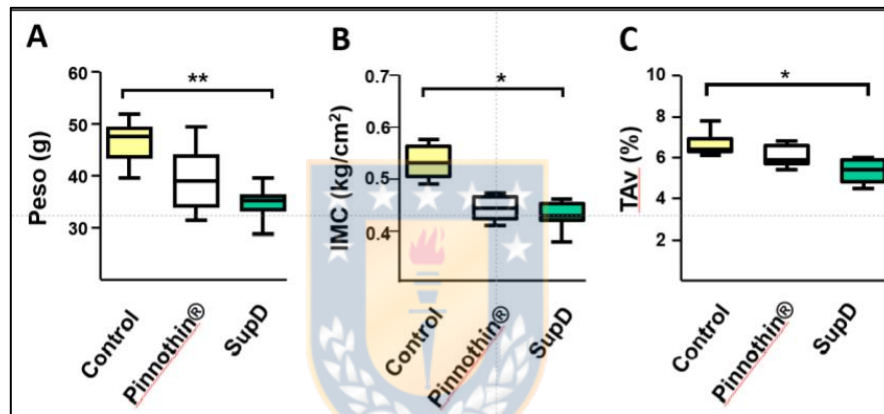 A
Peso (g)
60
50
40
30
**
Control
Pinnothin®
SupD
B
IMC (kg/cm²)
0.7
0.6
0.5
0.4
*
Control
Pinnothin®
SupD
C
TAv (%)
10
8
6
4
2
*
Control
Pinnothin®
SupD